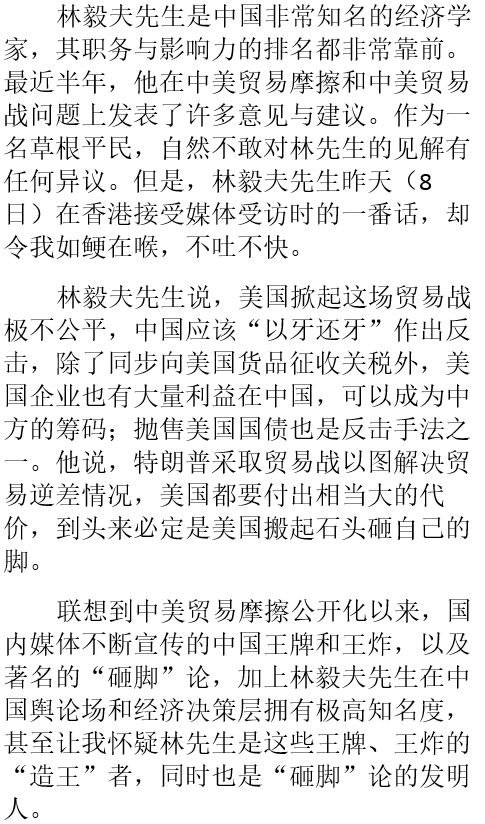 林毅夫先生是中国非常知名的经济学
家，其职务与影响力的排名都非常靠前。
最近半年，他在中美贸易摩擦和中美贸易
战问题上发表了许多意见与建议。作为一
名草根平民，自然不敢对林先生的见解有
任何异议。但是，林毅夫先生昨天（8
日）在香港接受媒体受访时的一番话，却
令我如鲠在喉，不吐不快。
林毅夫先生说，美国掀起这场贸易战
极不公平，中国应该“以牙还牙”作出反
击，除了同步向美国货品征收关税外，美
国企业也有大量利益在中国，可以成为中
方的筹码；抛售美国国债也是反击手法之
一。他说，特朗普采取贸易战以图解决贸
易逆差情况，美国都要付出相当大的代
价，到头来必定是美国搬起石头砸自己的
脚。
联想到中美贸易摩擦公开化以来，国
内媒体不断宣传的中国王牌和王炸，以及
著名的“砸脚”论，加上林毅夫先生在中
国舆论场和经济决策层拥有极高知名度，
甚至让我怀疑林先生是这些王牌、王炸的
“造王”者，同时也是“砸脚”论的发明
人。